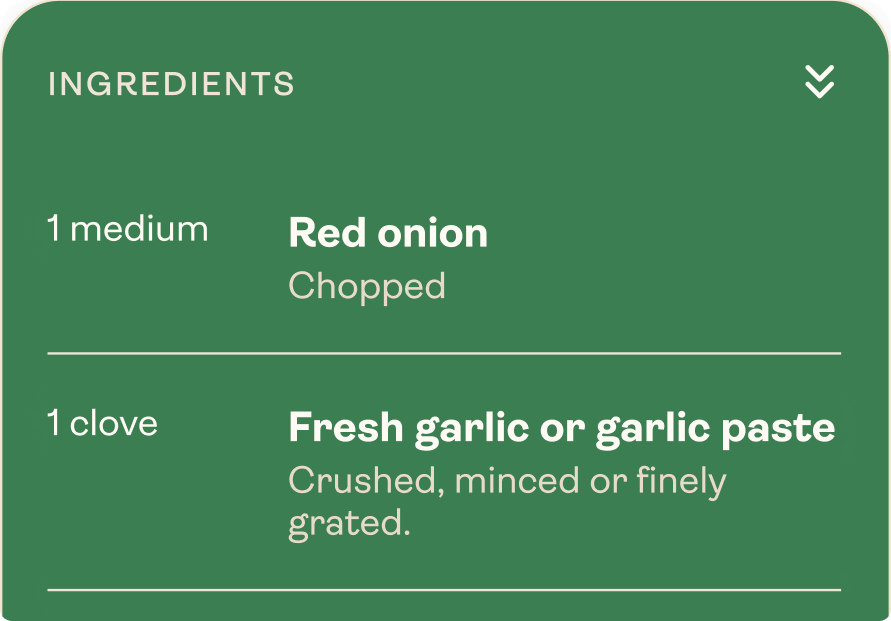 INGREDIENTS
1 medium
Red onion
Chopped
1 clove
Fresh garlic or garlic paste
Crushed, minced or finely
grated.